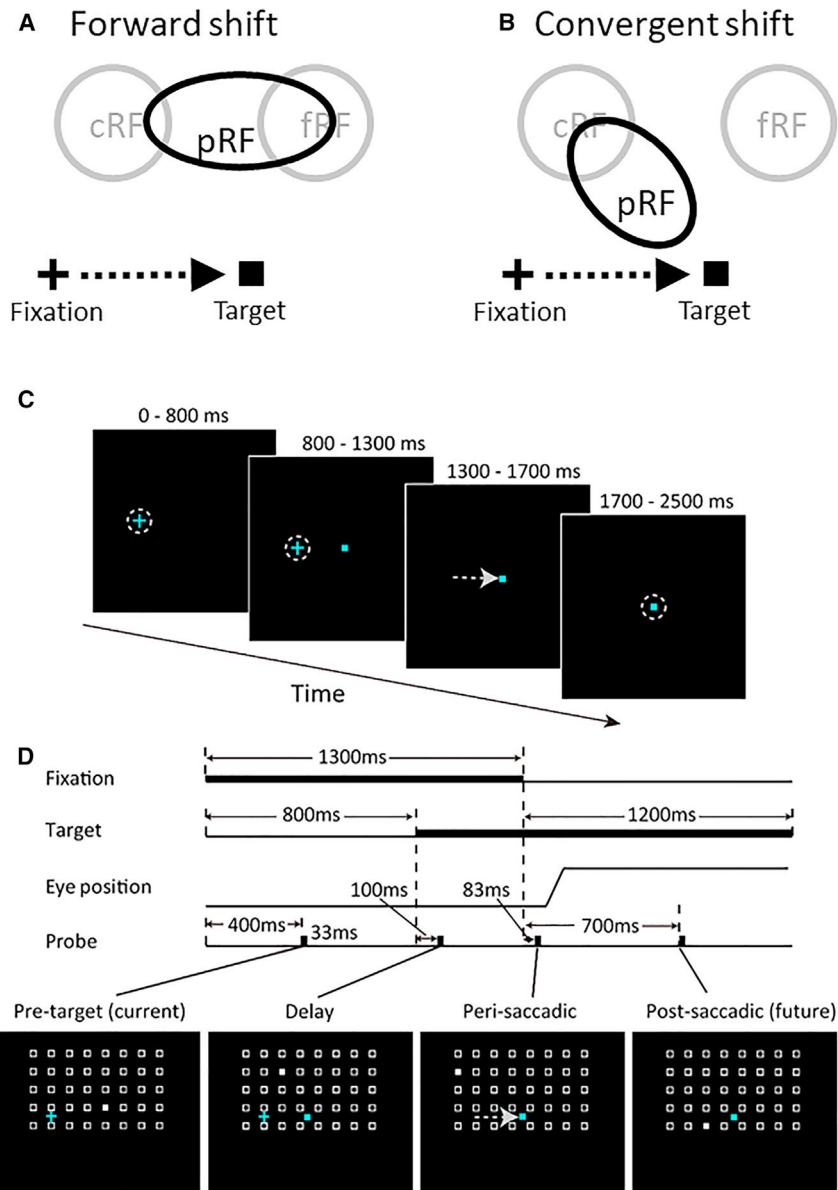 A Forward shift
B Convergent shift
cRF pRF fRF
cRF pRF fRF
Fixation Target
Fixation Target
C
0 - 800 ms
800 - 1300 ms
1300 - 1700 ms
1700 - 2500 ms
Time
D
1300ms
Fixation
800ms 1200ms
Target
Eye position
100ms 83ms
400ms 33ms 700ms
Probe
Pre-target (current) Delay Peri-saccadic Post-saccadic (future)